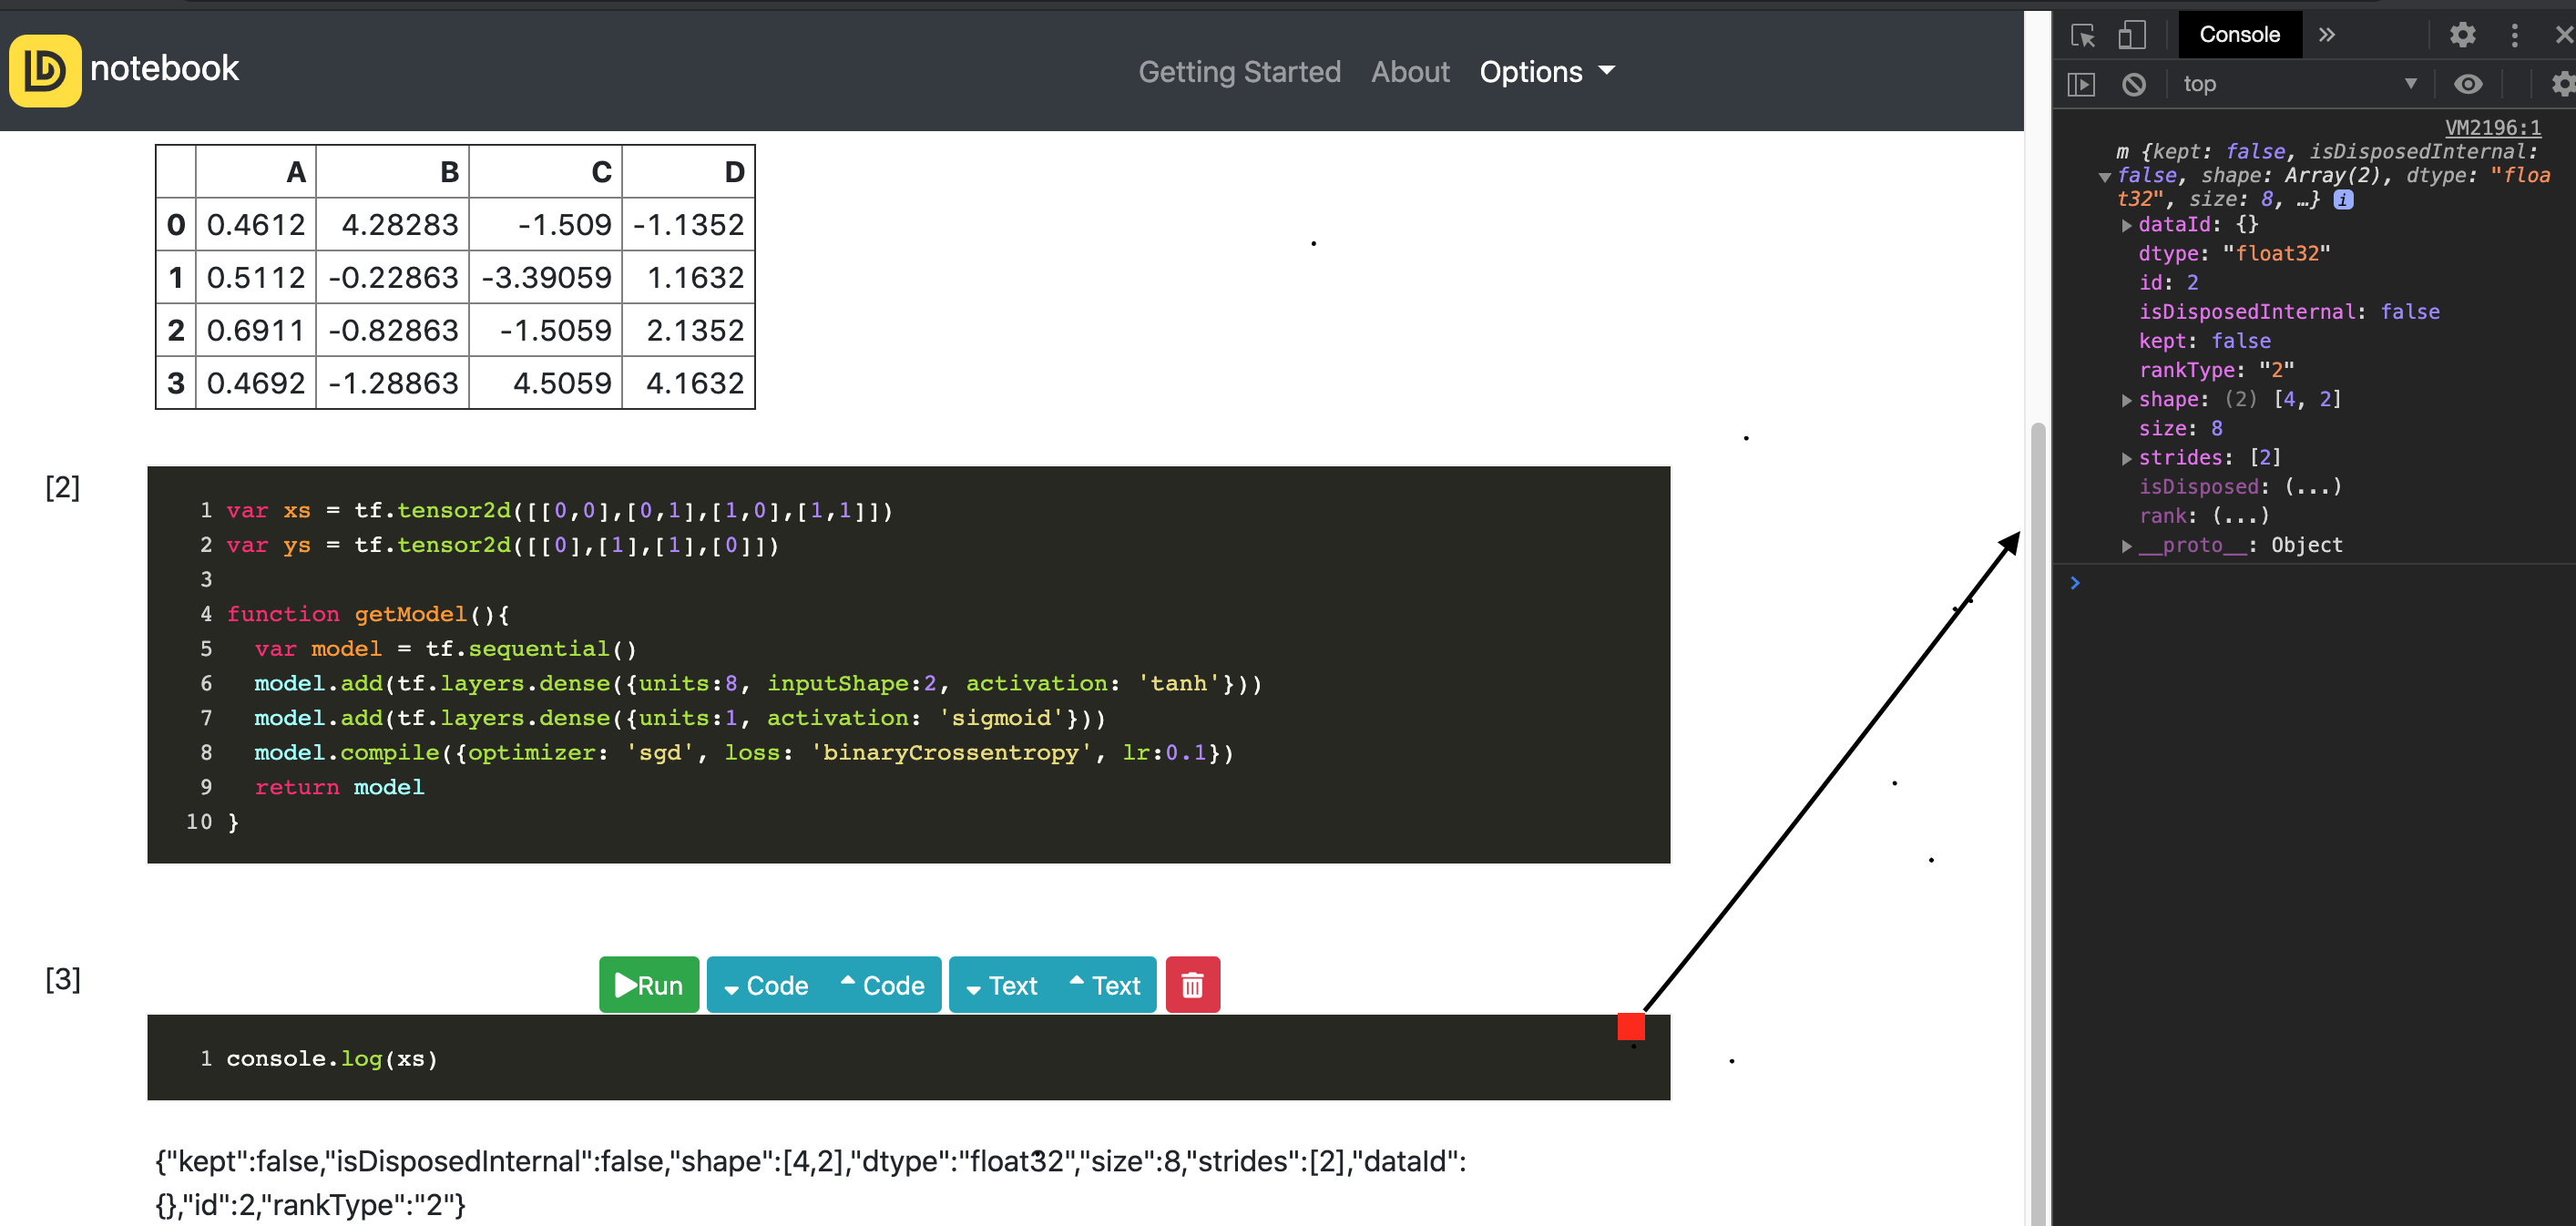 notebook
Getting Started About Options
A B C D
0 0.4612 4.28283 -1.509 -1.1352
1 0.5112 -0.22863 -3.39059 1.1632
2 0.6911 -0.82863 -1.5059 2.1352
3 0.4692 -1.28863 4.5059 4.1632
[2]
1 var xs = tf.tensor2d([[0,0],[0,1],[1,0],[1,1]])
2 var ys = tf.tensor2d([[0],[1],[1],[0]])
3
4 function getModel(){
5 var model = tf.sequential()
6 model.add(tf.layers.dense({units:8, inputShape:2, activation: 'tanh'}))
7 model.add(tf.layers.dense({units:1, activation: 'sigmoid'}))
8 model.compile({optimizer: 'sgd', loss: 'binaryCrossentropy', lr:0.1})
9 return model
10 }
[3]
Run Code Code Text Text
1 console.log(xs)
{"kept":false,"isDisposedInternal":false,"shape":[4,2],"dtype":"float32","size":8,"strides":[2],"dataId":
{},"id":2,"rankType":"2"}
Console »
top
VM2196:1
m {kept: false, isDisposedInternal:
false, shape: Array(2), dtype: "floa
t32", size: 8, …} i
dataId: {}
dtype: "float32"
id: 2
isDisposedInternal: false
kept: false
rankType: "2"
shape: (2) [4, 2]
size: 8
strides: [2]
isDisposed: (...)
rank: (...)
__proto__: Object
>